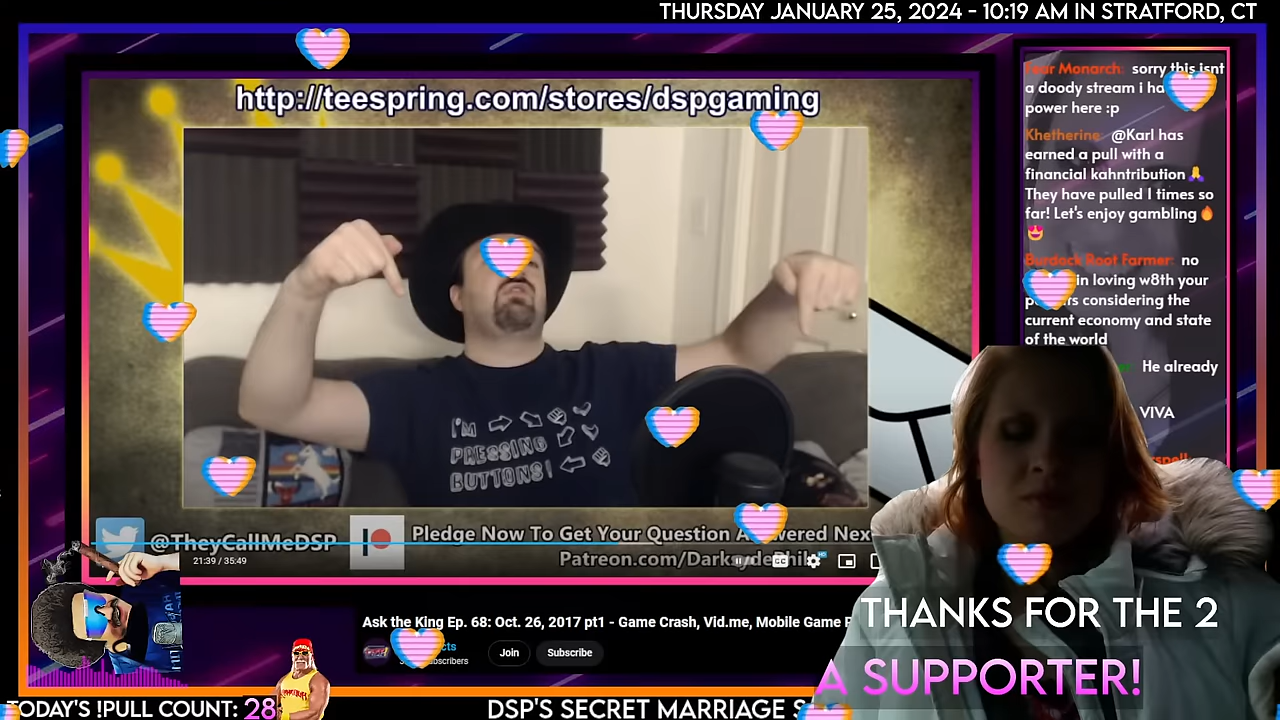 THURSDAY JANUARY 25, 2024 - 10:19 AM IN STRATFORD, CT
http://teespring.com/stores/dspgaming
I'M
PRESSING
BUTTONS!
@TheyCallMeDSP
Pledge Now To Get Your Question
Next
21:39 / 35:49
Ask the King Ep. 68: Oct. 26, 2017 pt1 - Game Crash, Vid.me, Mobile Game
Join
Subscribe
Monarch: sorry this isnt
a doody stream i
power here :p
Khetherine: @Karl has
earned a pull with a
financial kahntribution 🙏
They have pulled 1 times so
far! Let's enjoy gambling 🔥
😍
Burdock Root Farmer: no
in loving w8th your
considering the
current economy and state
of the world
He already
VIVA
THANKS FOR THE 2
A SUPPORTER!
TODAY'S !PULL COUNT: 28
DSP'S SECRET MARRIAGE